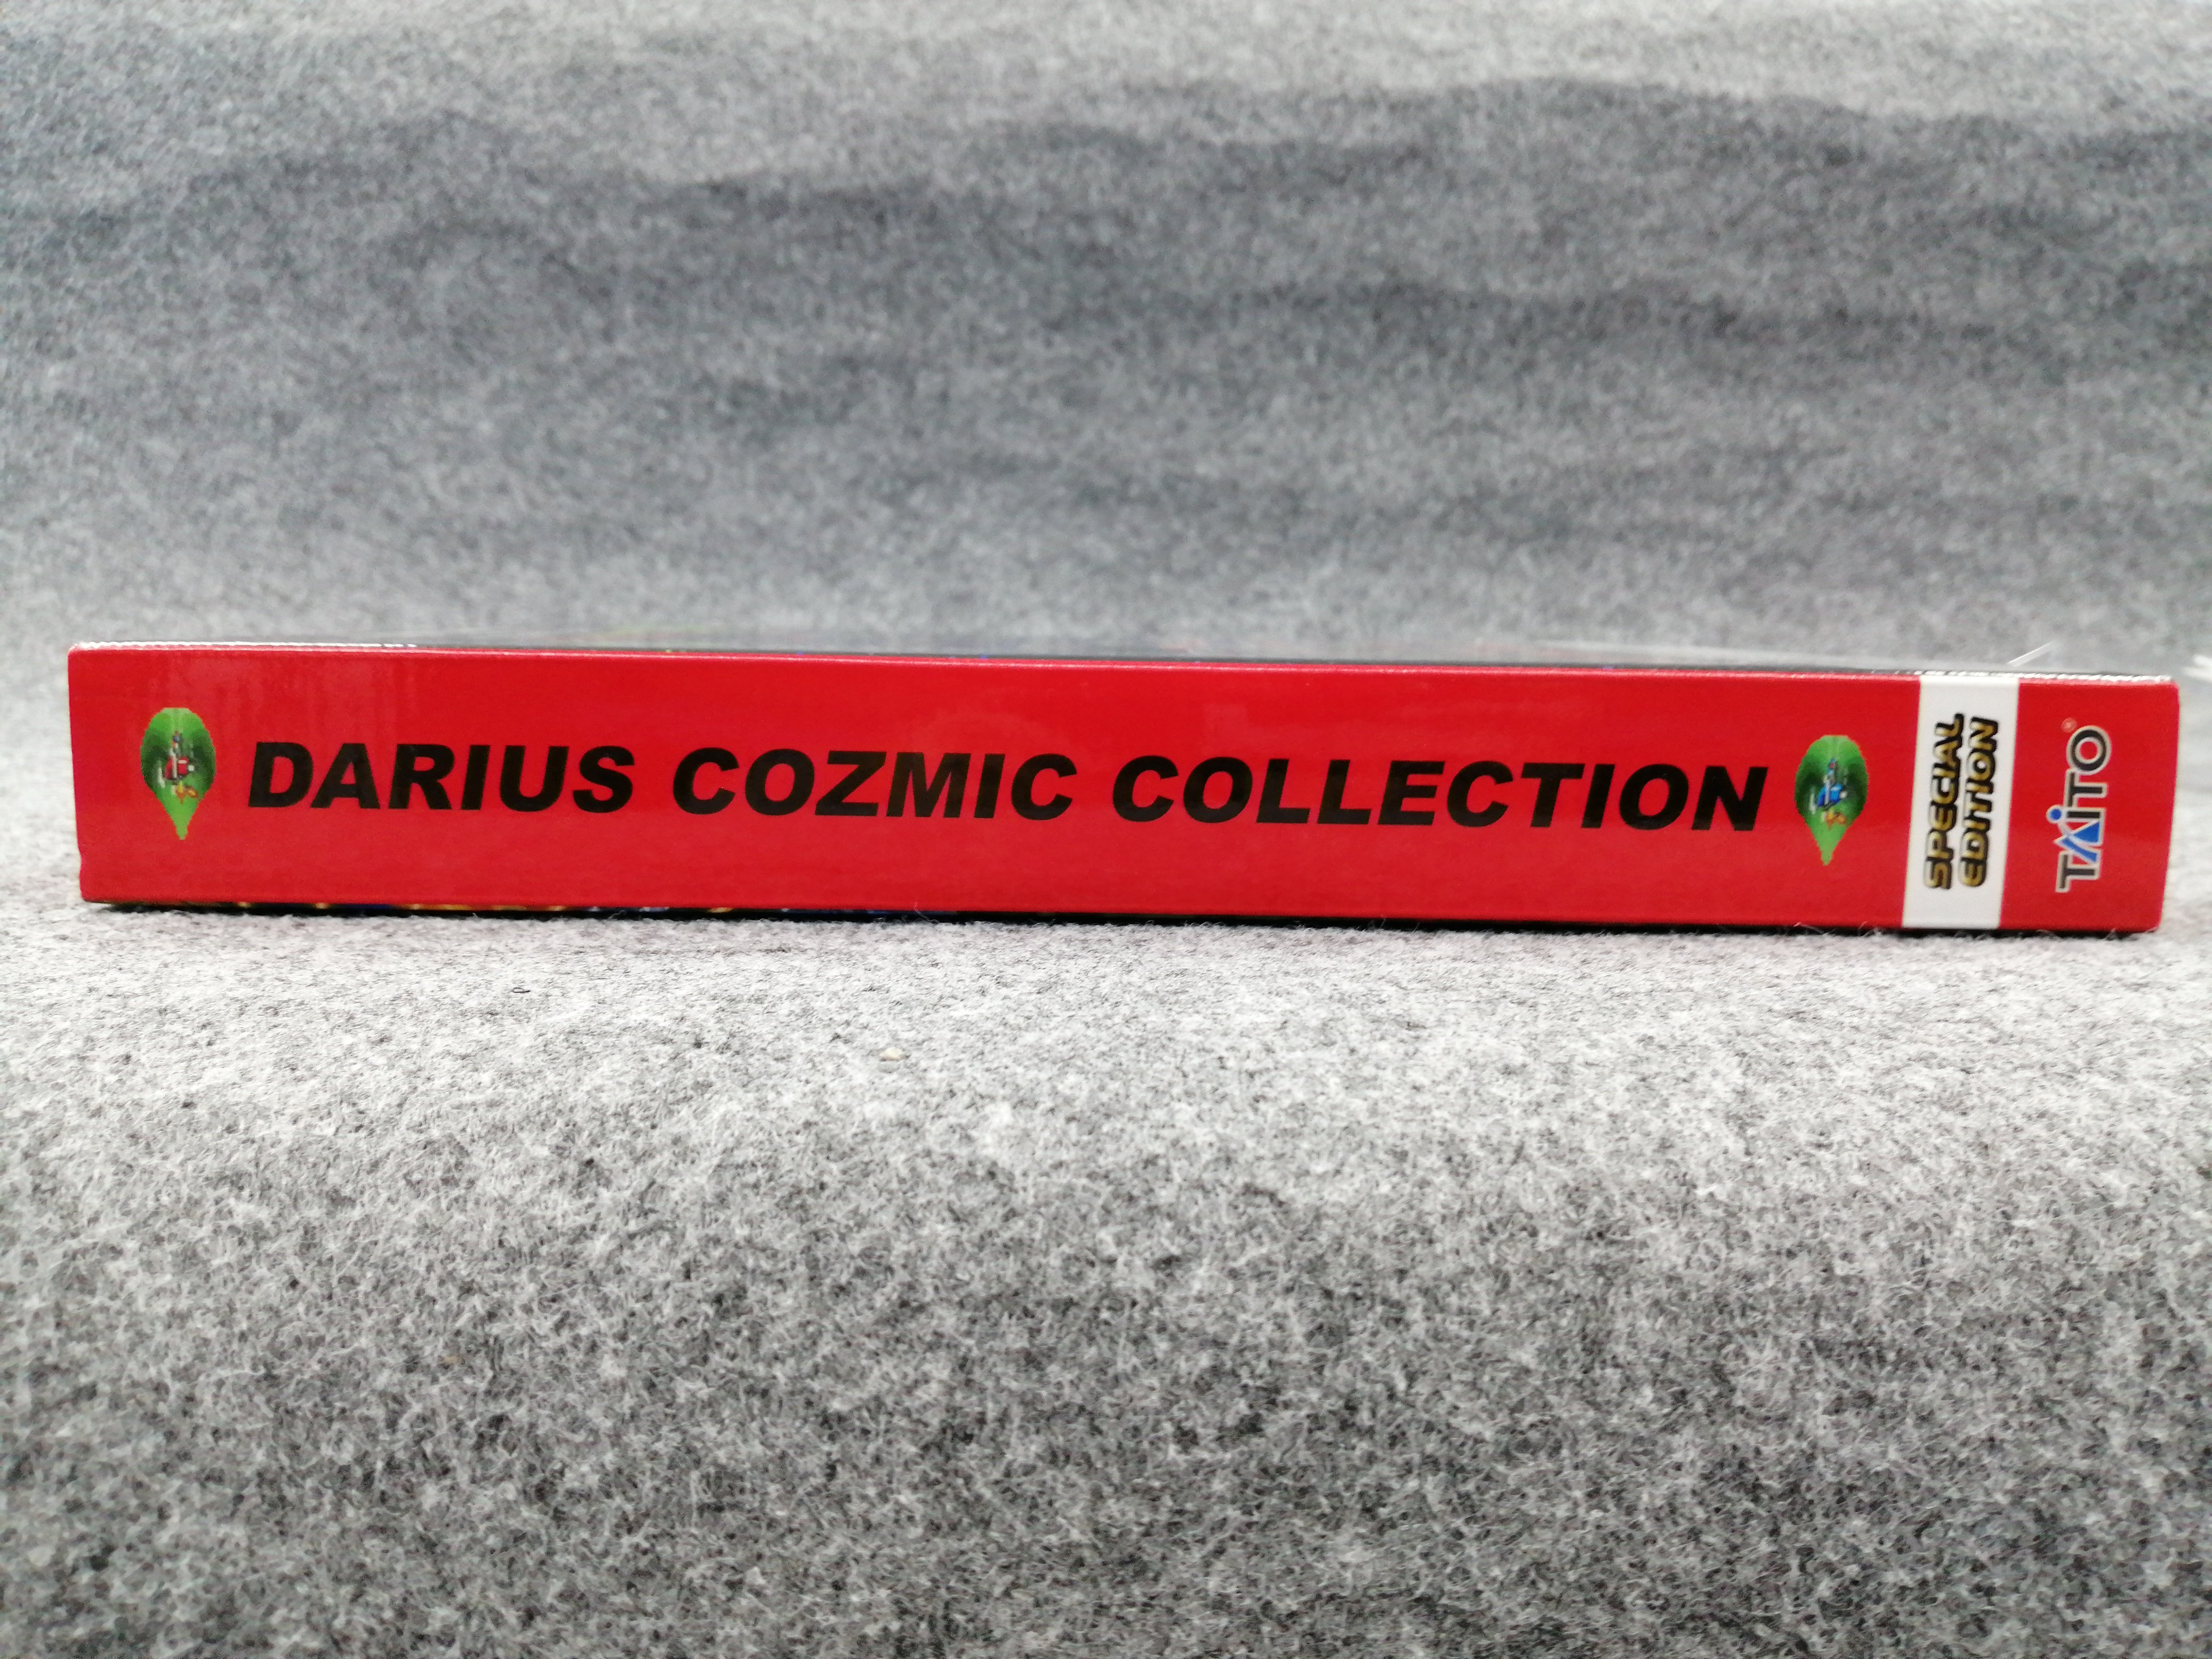 DARIUS COZMIC COLLECTION
SPECIAL
EDITION
TAITO®